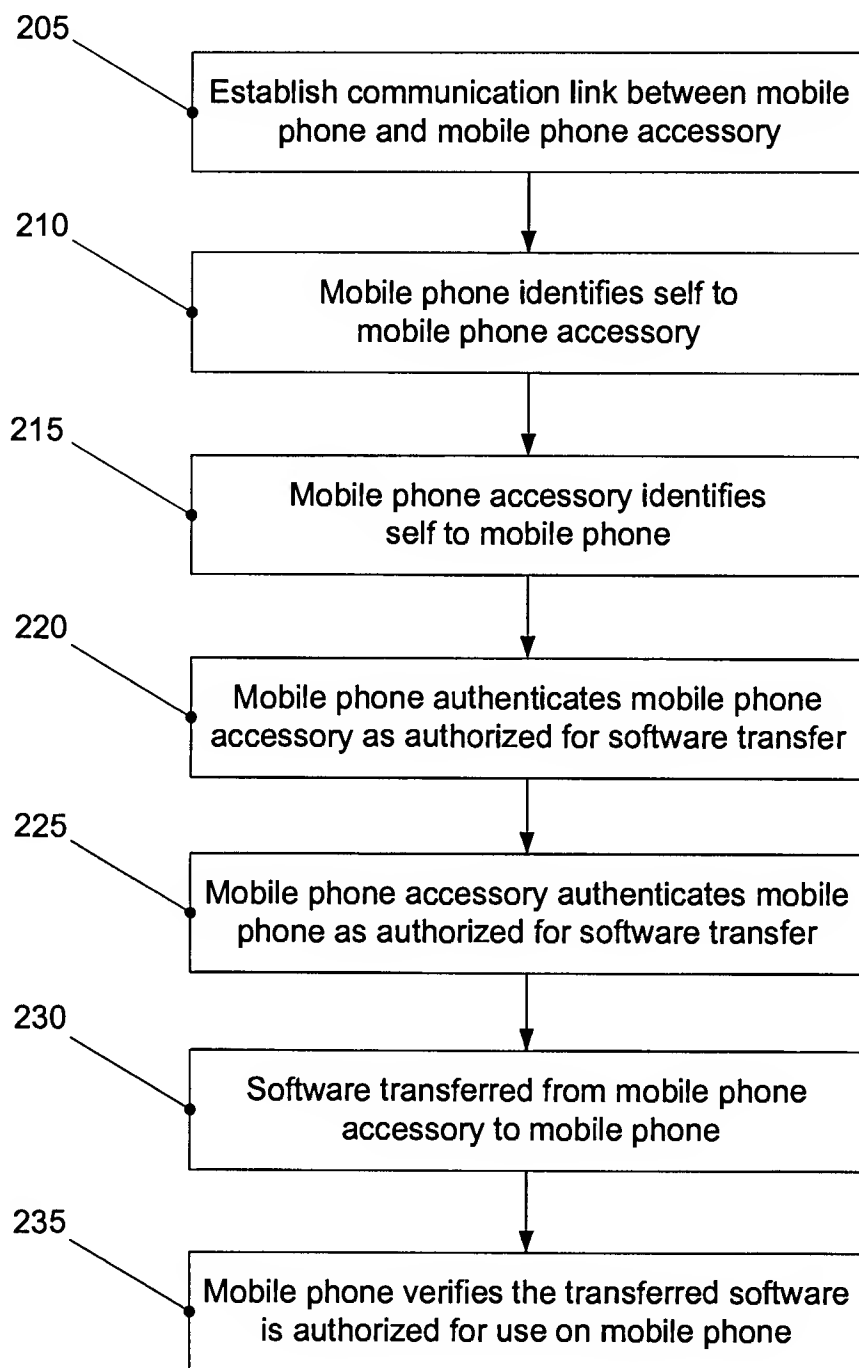 205
Establish communication link between mobile
phone and mobile phone accessory
210
Mobile phone identifies self to
mobile phone accessory
215
Mobile phone accessory identifies
self to mobile phone
220
Mobile phone authenticates mobile phone
accessory as authorized for software transfer
225
Mobile phone accessory authenticates mobile
phone as authorized for software transfer
230
Software transferred from mobile phone
accessory to mobile phone
235
Mobile phone verifies the transferred software
is authorized for use on mobile phone